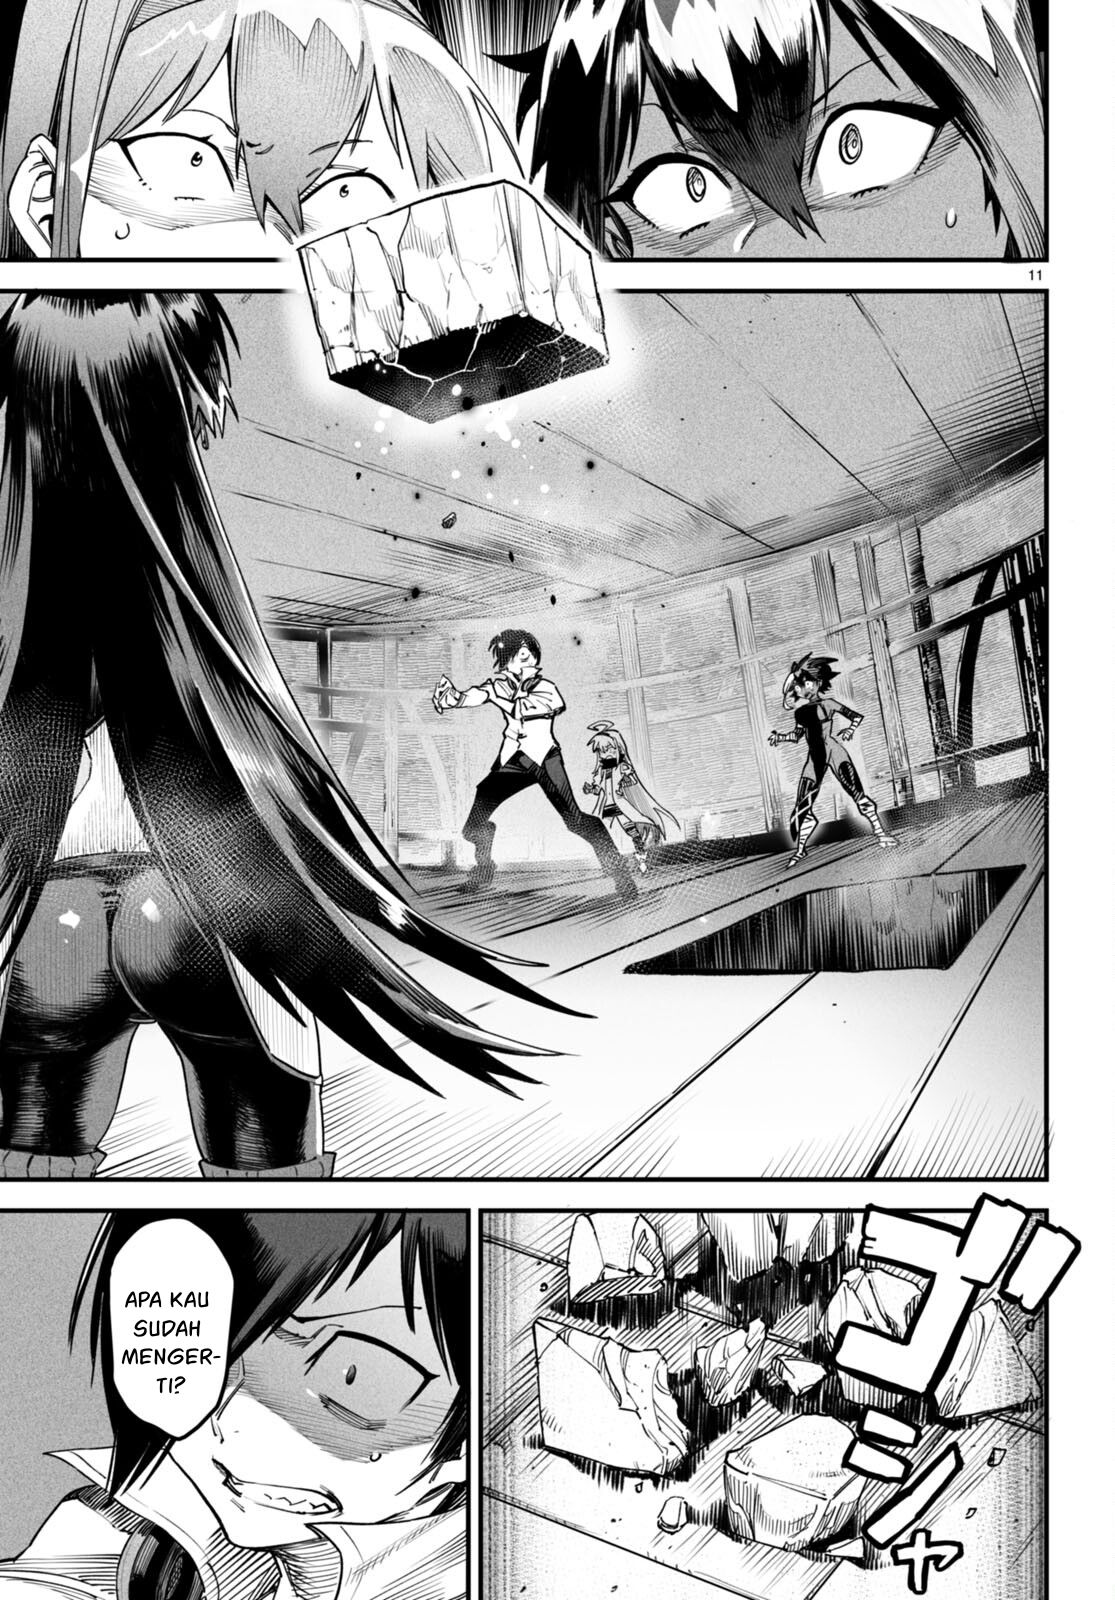 11
ゴシャ
APA KAU
SUDAH
MENGER-
TI?